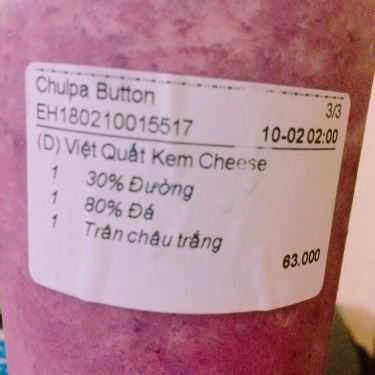 Chulpa Button
3/3
EH180210015517
10-02 02:00
(D) Việt Quất Kem Cheese
1 30% Đường
1 80% Đá
1 Trân châu trắng
63.000